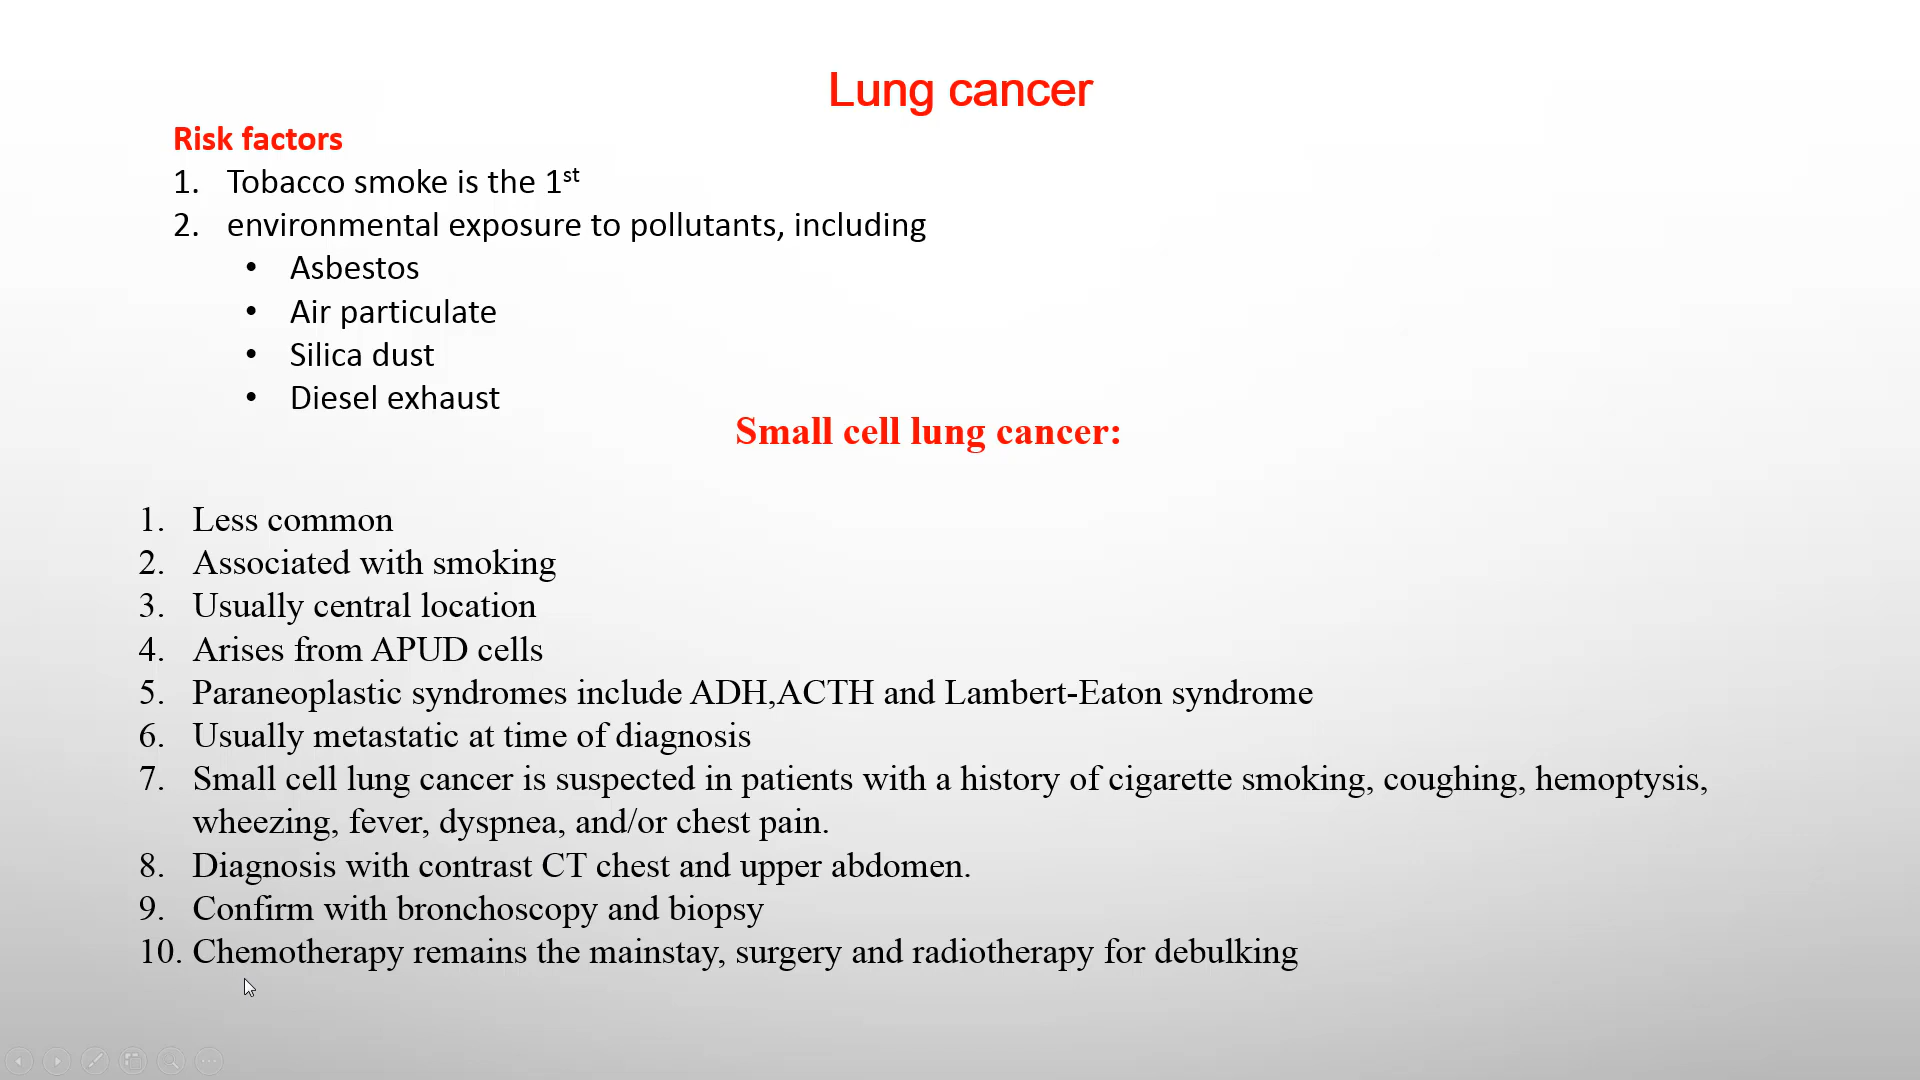 Lung cancer
Risk factors
1. Tobacco smoke is the 1st
2. environmental exposure to pollutants, including
• Asbestos
• Air particulate
• Silica dust
• Diesel exhaust
Small cell lung cancer:
1. Less common
2. Associated with smoking
3. Usually central location
4. Arises from APUD cells
5. Paraneoplastic syndromes include ADH,ACTH and Lambert-Eaton syndrome
6. Usually metastatic at time of diagnosis
7. Small cell lung cancer is suspected in patients with a history of cigarette smoking, coughing, hemoptysis,
wheezing, fever, dyspnea, and/or chest pain.
8. Diagnosis with contrast CT chest and upper abdomen.
9. Confirm with bronchoscopy and biopsy
10. Chemotherapy remains the mainstay, surgery and radiotherapy for debulking